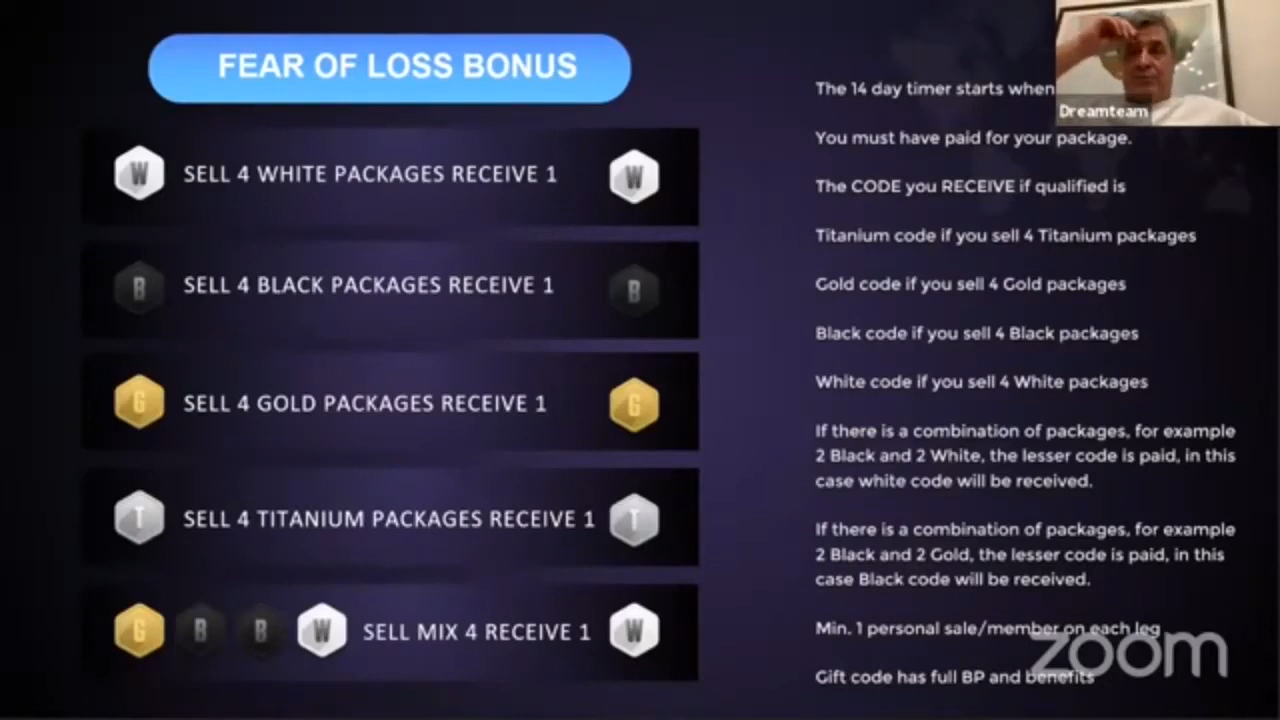 FEAR OF LOSS BONUS
W SELL 4 WHITE PACKAGES RECEIVE 1 W
B SELL 4 BLACK PACKAGES RECEIVE 1 B
G SELL 4 GOLD PACKAGES RECEIVE 1 G
T SELL 4 TITANIUM PACKAGES RECEIVE 1 T
G B B W SELL MIX 4 RECEIVE 1 W
The 14 day timer starts when
You must have paid for your package.
The CODE you RECEIVE if qualified is
Titanium code if you sell 4 Titanium packages
Gold code if you sell 4 Gold packages
Black code if you sell 4 Black packages
White code if you sell 4 White packages
If there is a combination of packages, for example
2 Black and 2 White, the lesser code is paid, in this
case white code will be received.
If there is a combination of packages, for example
2 Black and 2 Gold, the lesser code is paid, in this
case Black code will be received.
Min. 1 personal sale/member on each leg
Gift code has full BP and benefits
Dreamteam
zoom